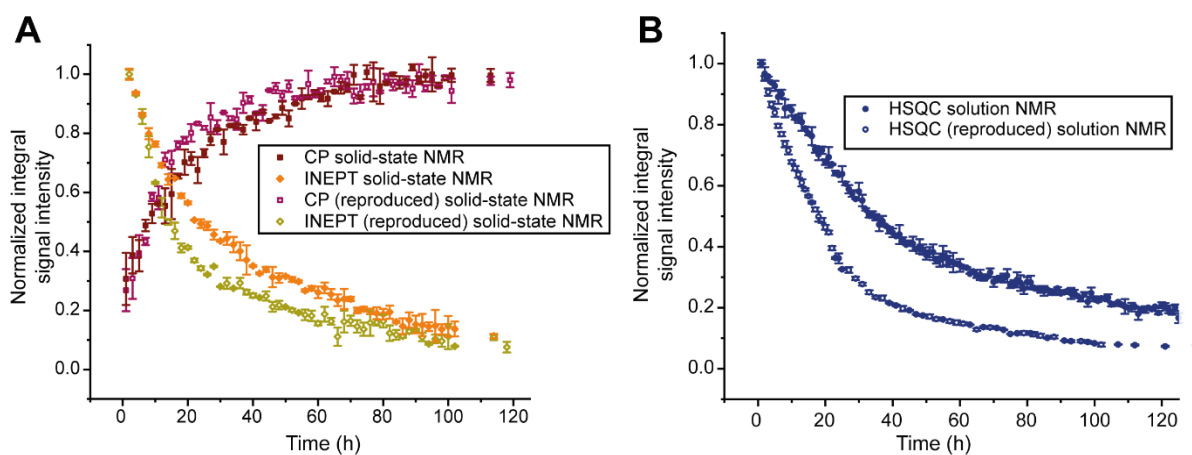 A
Normalized integral
signal intensity
1.0
0.8
0.6
0.4
0.2
0.0
CP solid-state NMR
INEPT solid-state NMR
CP (reproduced) solid-state NMR
INEPT (reproduced) solid-state NMR
0 20 40 60 80 100 120
Time (h)
B
Normalized integral
signal intensity
1.0
0.8
0.6
0.4
0.2
0.0
HSQC solution NMR
HSQC (reproduced) solution NMR
0 20 40 60 80 100 120
Time (h)